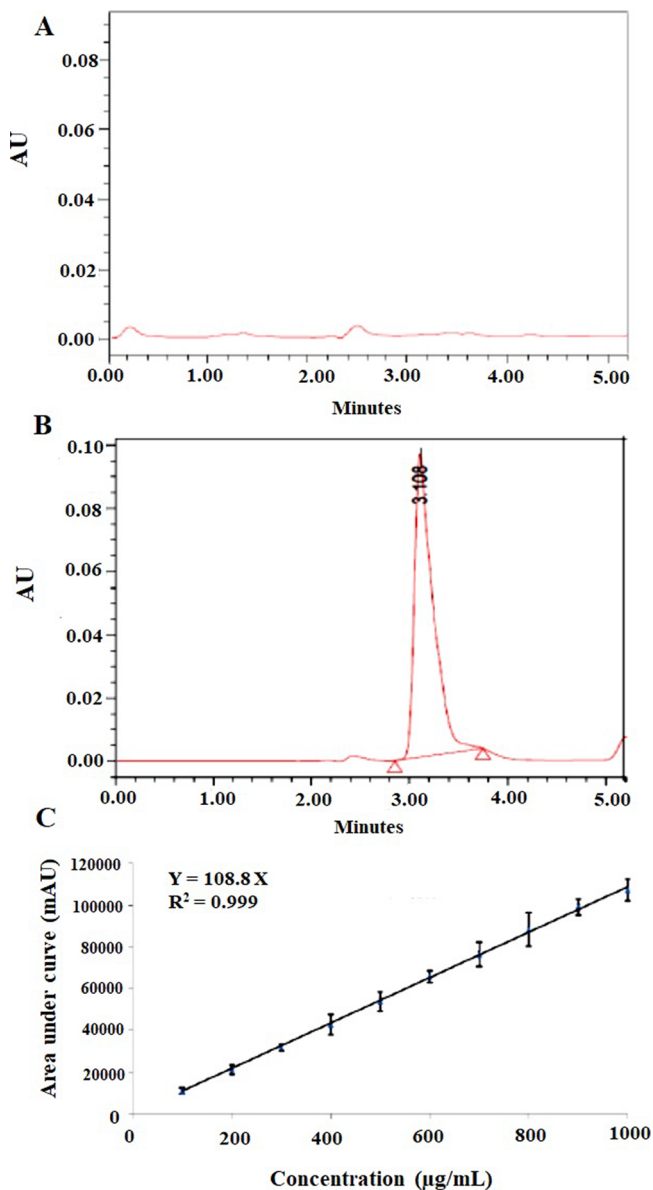 A
0.08
0.06
AU
0.04
0.02
0.00
0.00 1.00 2.00 3.00 4.00 5.00
Minutes
B
0.10
3.108
0.08
0.06
AU
0.04
0.02
0.00
0.00 1.00 2.00 3.00 4.00 5.00
Minutes
C
120000
Y = 108.8 X
R² = 0.999
100000
80000
60000
40000
20000
0
Area under curve (mAU)
0 200 400 600 800 1000
Concentration (µg/mL)